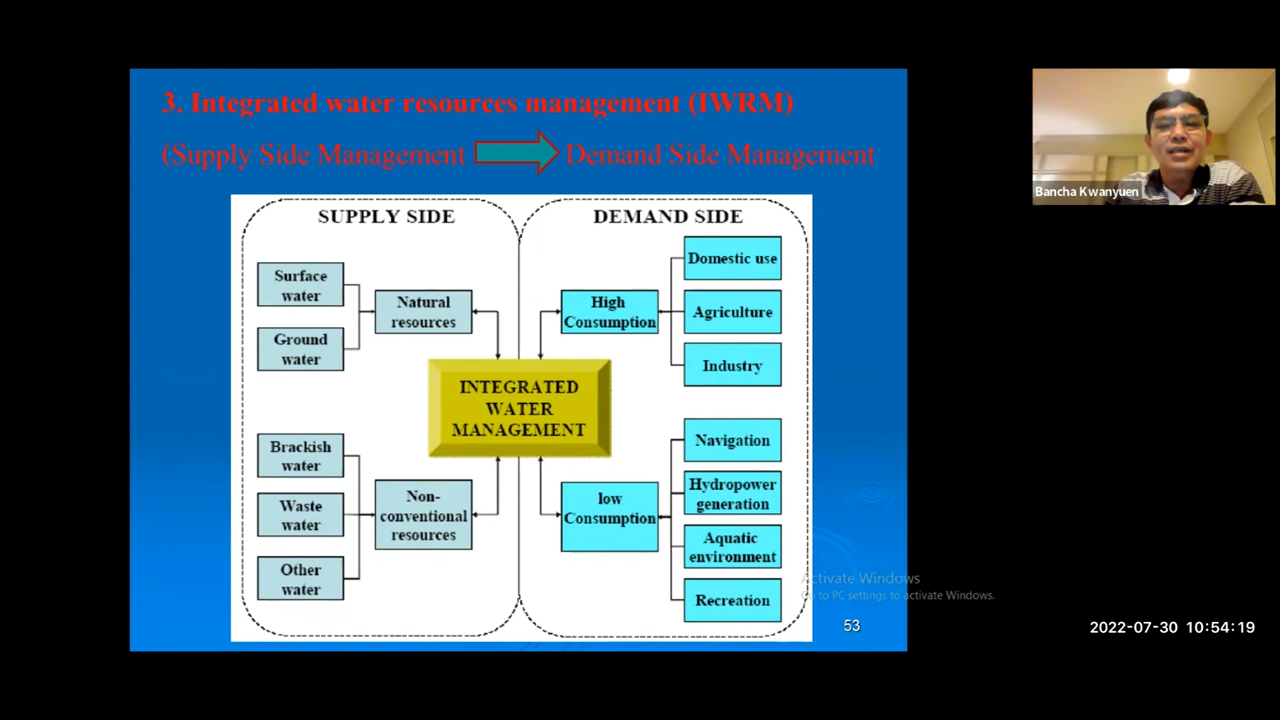 3. Integrated water resources management (IWRM)
(Supply Side Management
Demand Side Management
SUPPLY SIDE
DEMAND SIDE
Surface
water
Ground
water
Natural
resources
Brackish
water
Waste
water
Other
water
Non-
conventional
resources
INTEGRATED
WATER
MANAGEMENT
High
Consumption
Domestic use
Agriculture
Industry
low
Consumption
Navigation
Hydropower
generation
Aquatic
environment
Recreation
53
Activate Windows
Go to PC settings to activate Windows.
Bancha Kwanyuen
2022-07-30 10:54:19